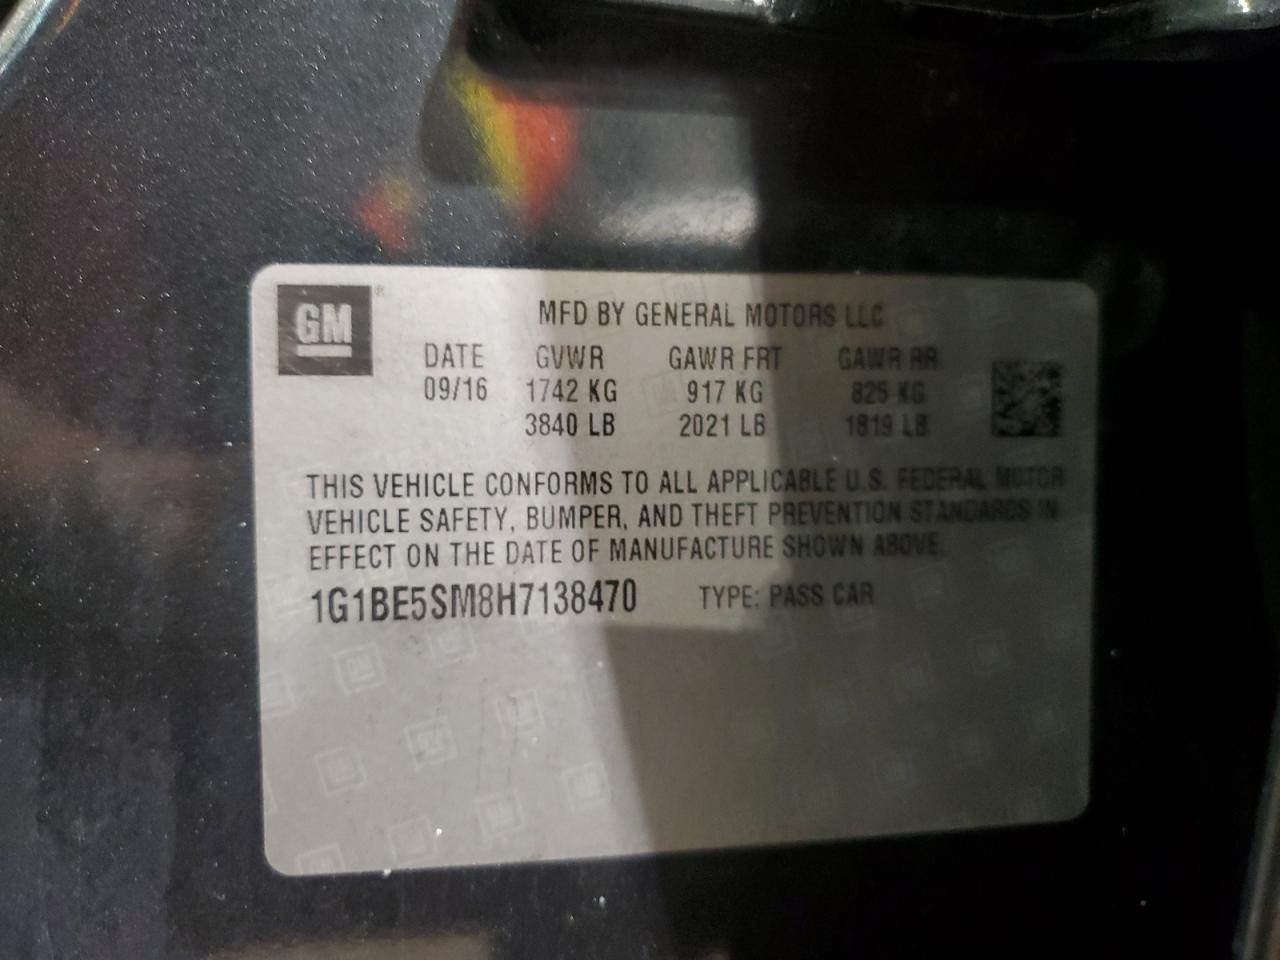 GM®
MFD BY GENERAL MOTORS LLC
DATE GVWR GAWR FRT GAWR RR
09/16 1742 KG 917 KG 825 KG
3840 LB 2021 LB 1819 LB
THIS VEHICLE CONFORMS TO ALL APPLICABLE U.S. FEDERAL MOTOR
VEHICLE SAFETY, BUMPER, AND THEFT PREVENTION STANDARDS IN
EFFECT ON THE DATE OF MANUFACTURE SHOWN ABOVE.
1G1BE5SM8H7138470 TYPE: PASS CAR